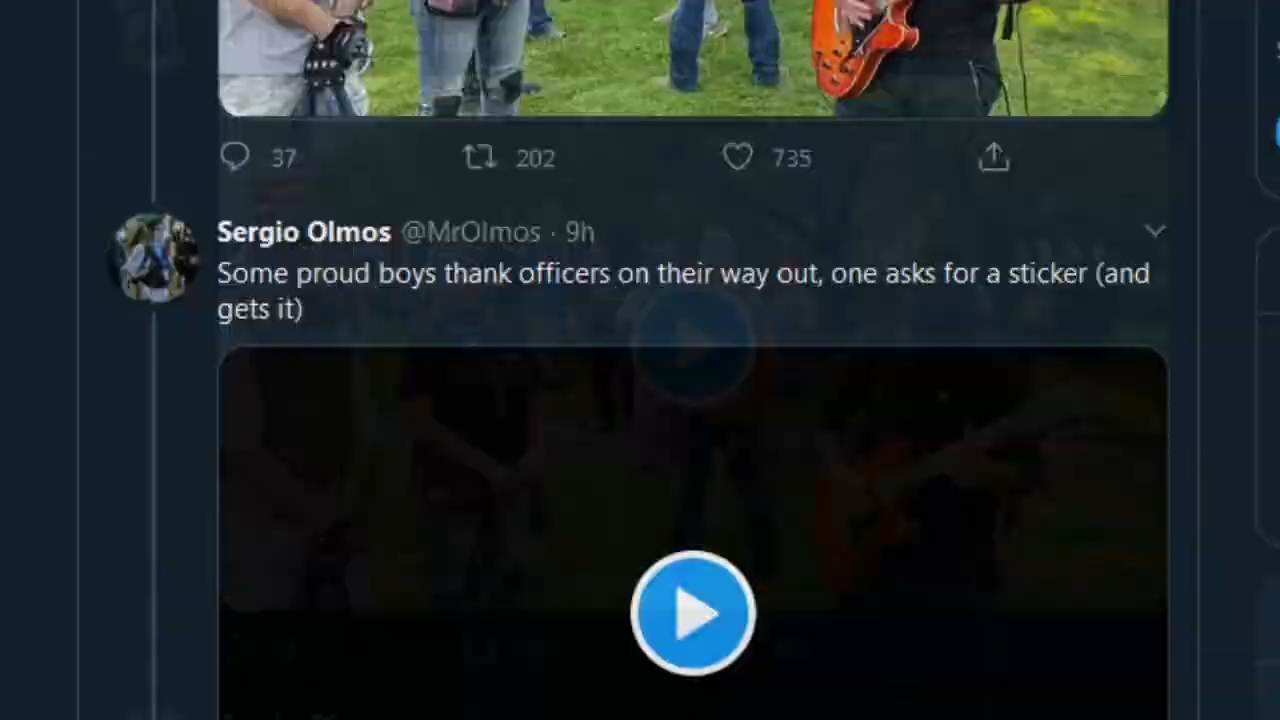 37 202 735
Sergio Olmos @MrOlmos · 9h
Some proud boys thank officers on their way out, one asks for a sticker (and
gets it)